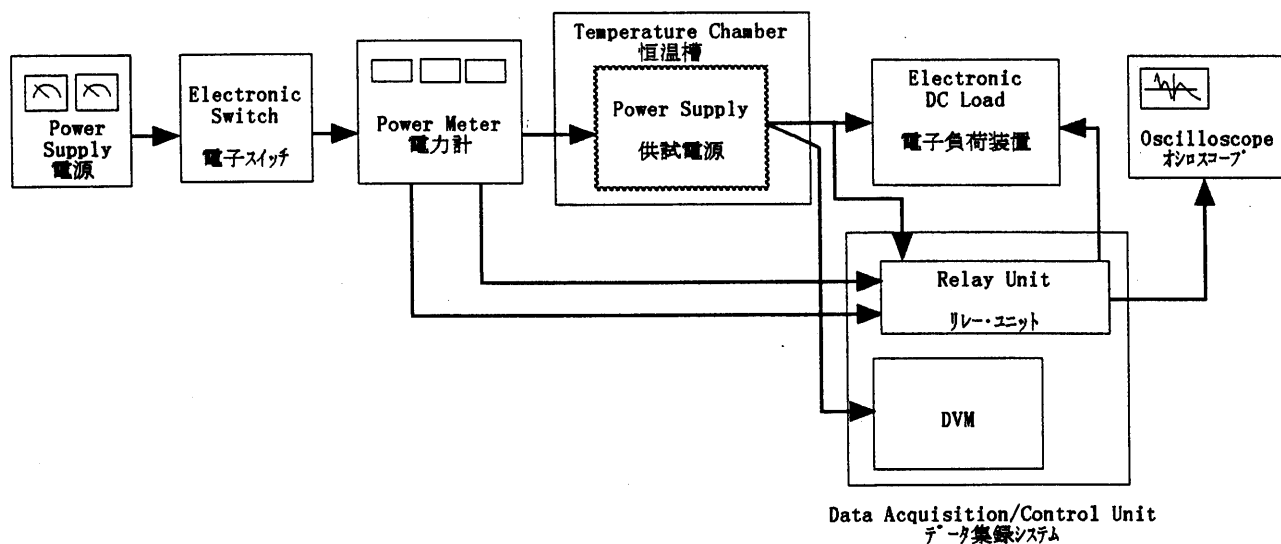 Power
Supply
電源
Electronic
Switch
電子スイッチ
Power Meter
電力計
Temperature Chamber
恒温槽
Power Supply
供試電源
Electronic
DC Load
電子負荷装置
Oscilloscope
オシロスコープ
Relay Unit
リレー・ユニット
DVM
Data Acquisition/Control Unit
データ集録システム